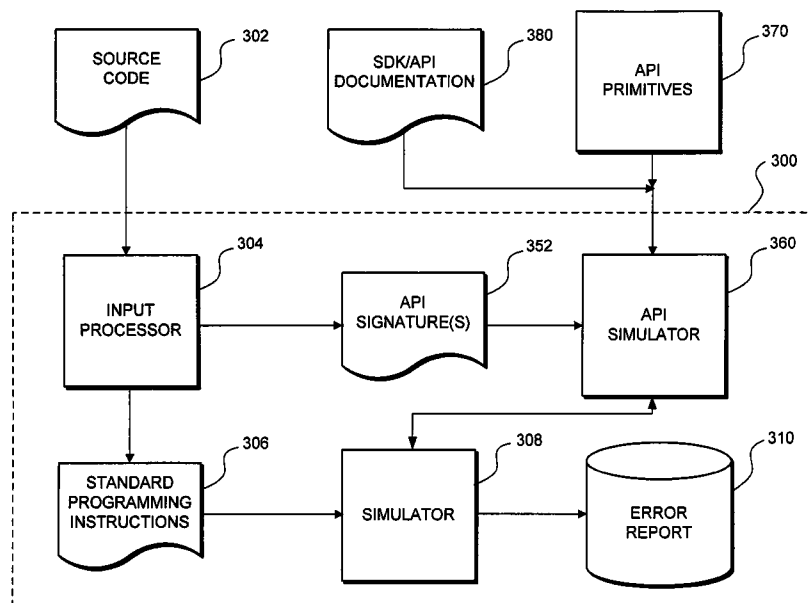 SOURCE
CODE
302
SDK/API
DOCUMENTATION
380
API
PRIMITIVES
370
300
INPUT
PROCESSOR
304
API
SIGNATURE(S)
352
API
SIMULATOR
360
STANDARD
PROGRAMMING
INSTRUCTIONS
306
SIMULATOR
308
ERROR
REPORT
310